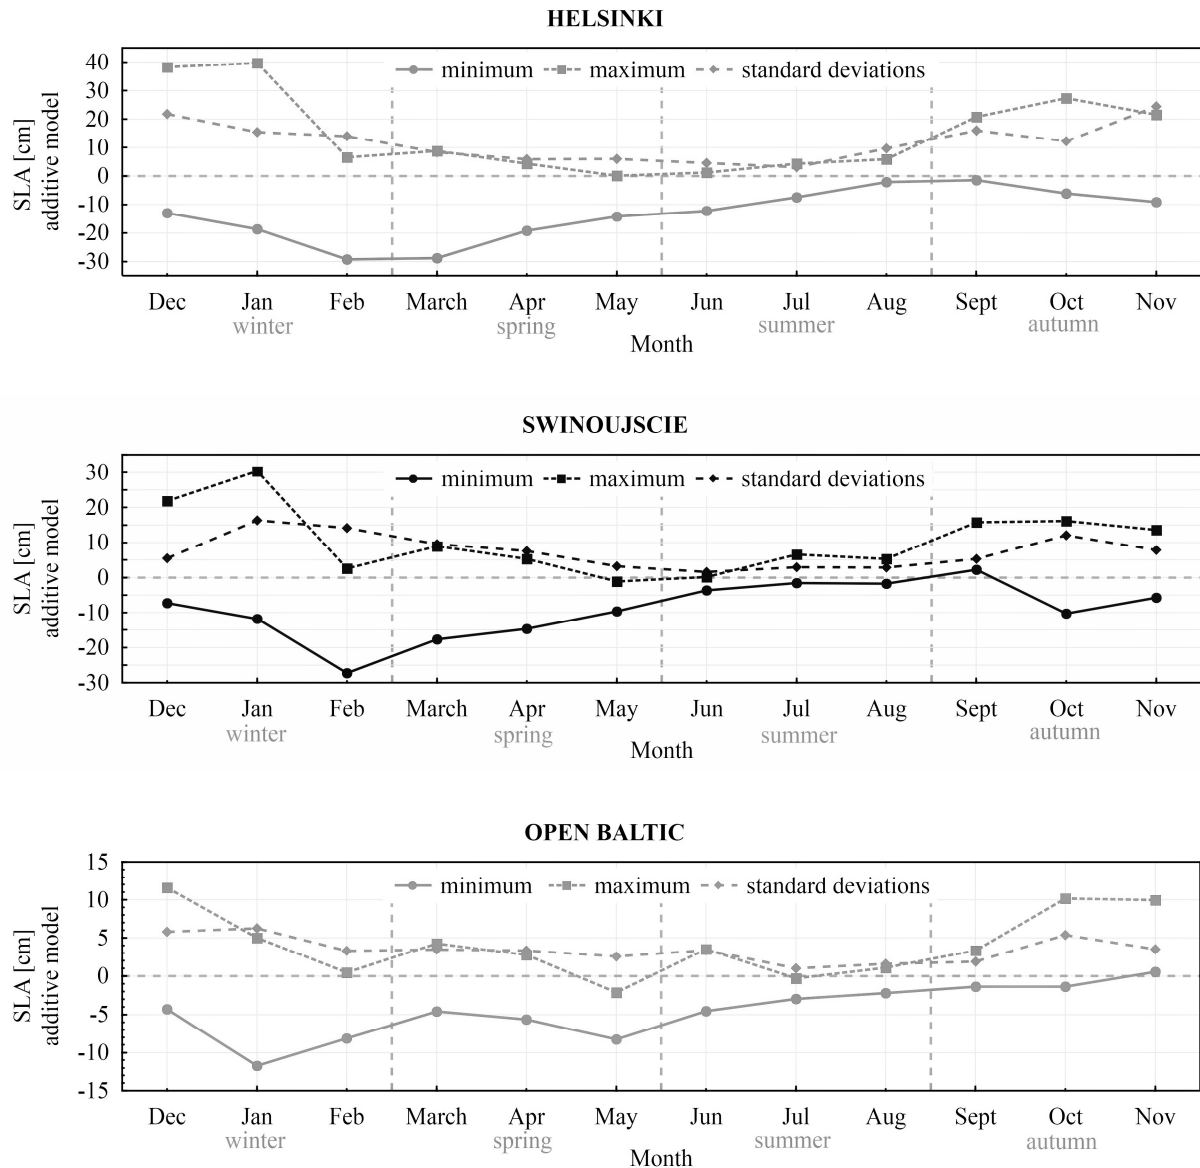 HELSINKI
minimum maximum standard deviations
SLA [cm]
additive model
40
30
20
10
0
-10
-20
-30
Dec Jan Feb March Apr May Jun Jul Aug Sept Oct Nov
winter spring summer autumn
Month
SWINOUJSCIE
minimum maximum standard deviations
SLA [cm]
additive model
30
20
10
0
-10
-20
-30
Dec Jan Feb March Apr May Jun Jul Aug Sept Oct Nov
winter spring summer autumn
Month
OPEN BALTIC
minimum maximum standard deviations
SLA [cm]
additive model
15
10
5
0
-5
-10
-15
Dec Jan Feb March Apr May Jun Jul Aug Sept Oct Nov
winter spring summer autumn
Month